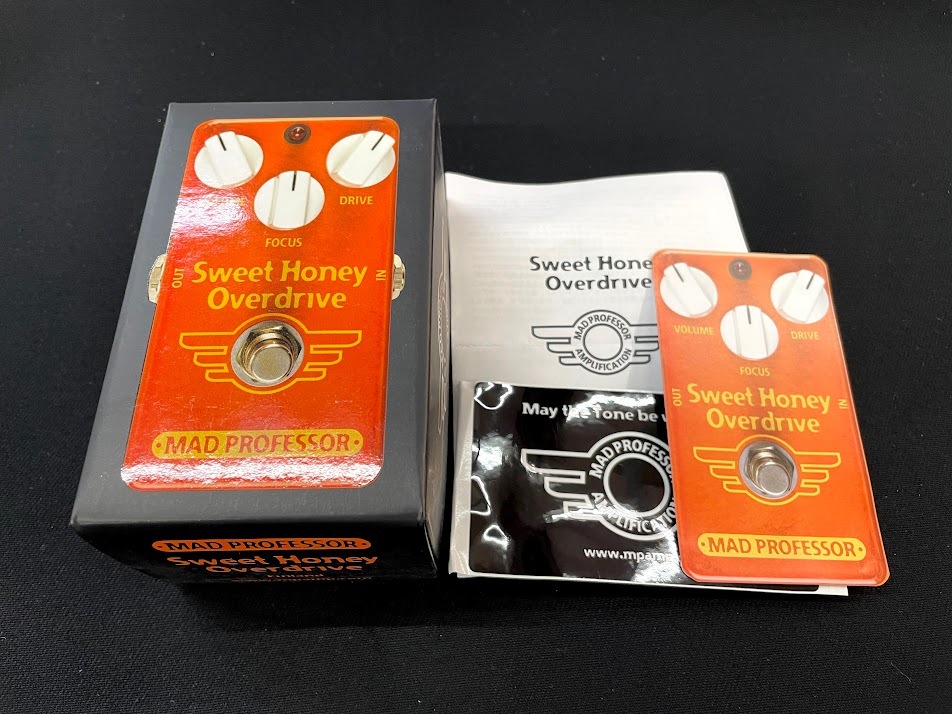 DRIVE
FOCUS
OUT
IN
Sweet Honey
Overdrive
·MAD PROFESSOR·
·MAD PROFESSOR·
Sweet Honey
Overdrive
Finland
Sweet Hone
Overdrive
MAD PROFESSOR
AMPLIFICATION
May the Tone be
MAD PROFESSOR
AMPLIFICATION
www.mpamp
VOLUME
DRIVE
FOCUS
OUT
IN
Sweet Honey
Overdrive
·MAD PROFESSOR·